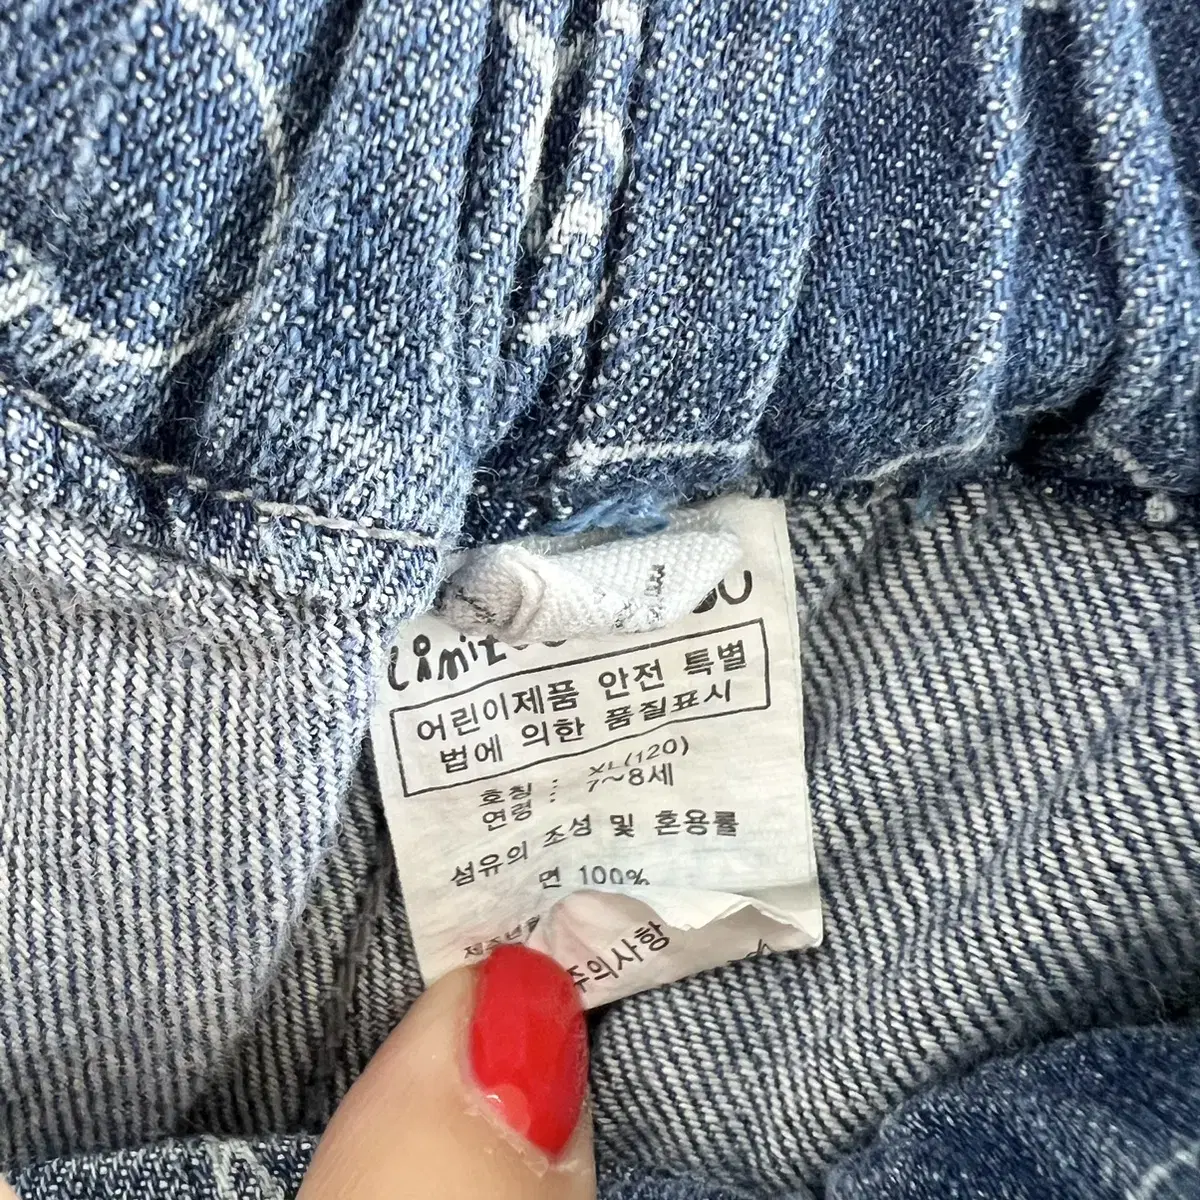 어린이제품 안전 특별
법에 의한 품질표시
호칭 : XL(120)
연령 : 7~8세
섬유의 조성 및 혼용률
면 100%
주의사항